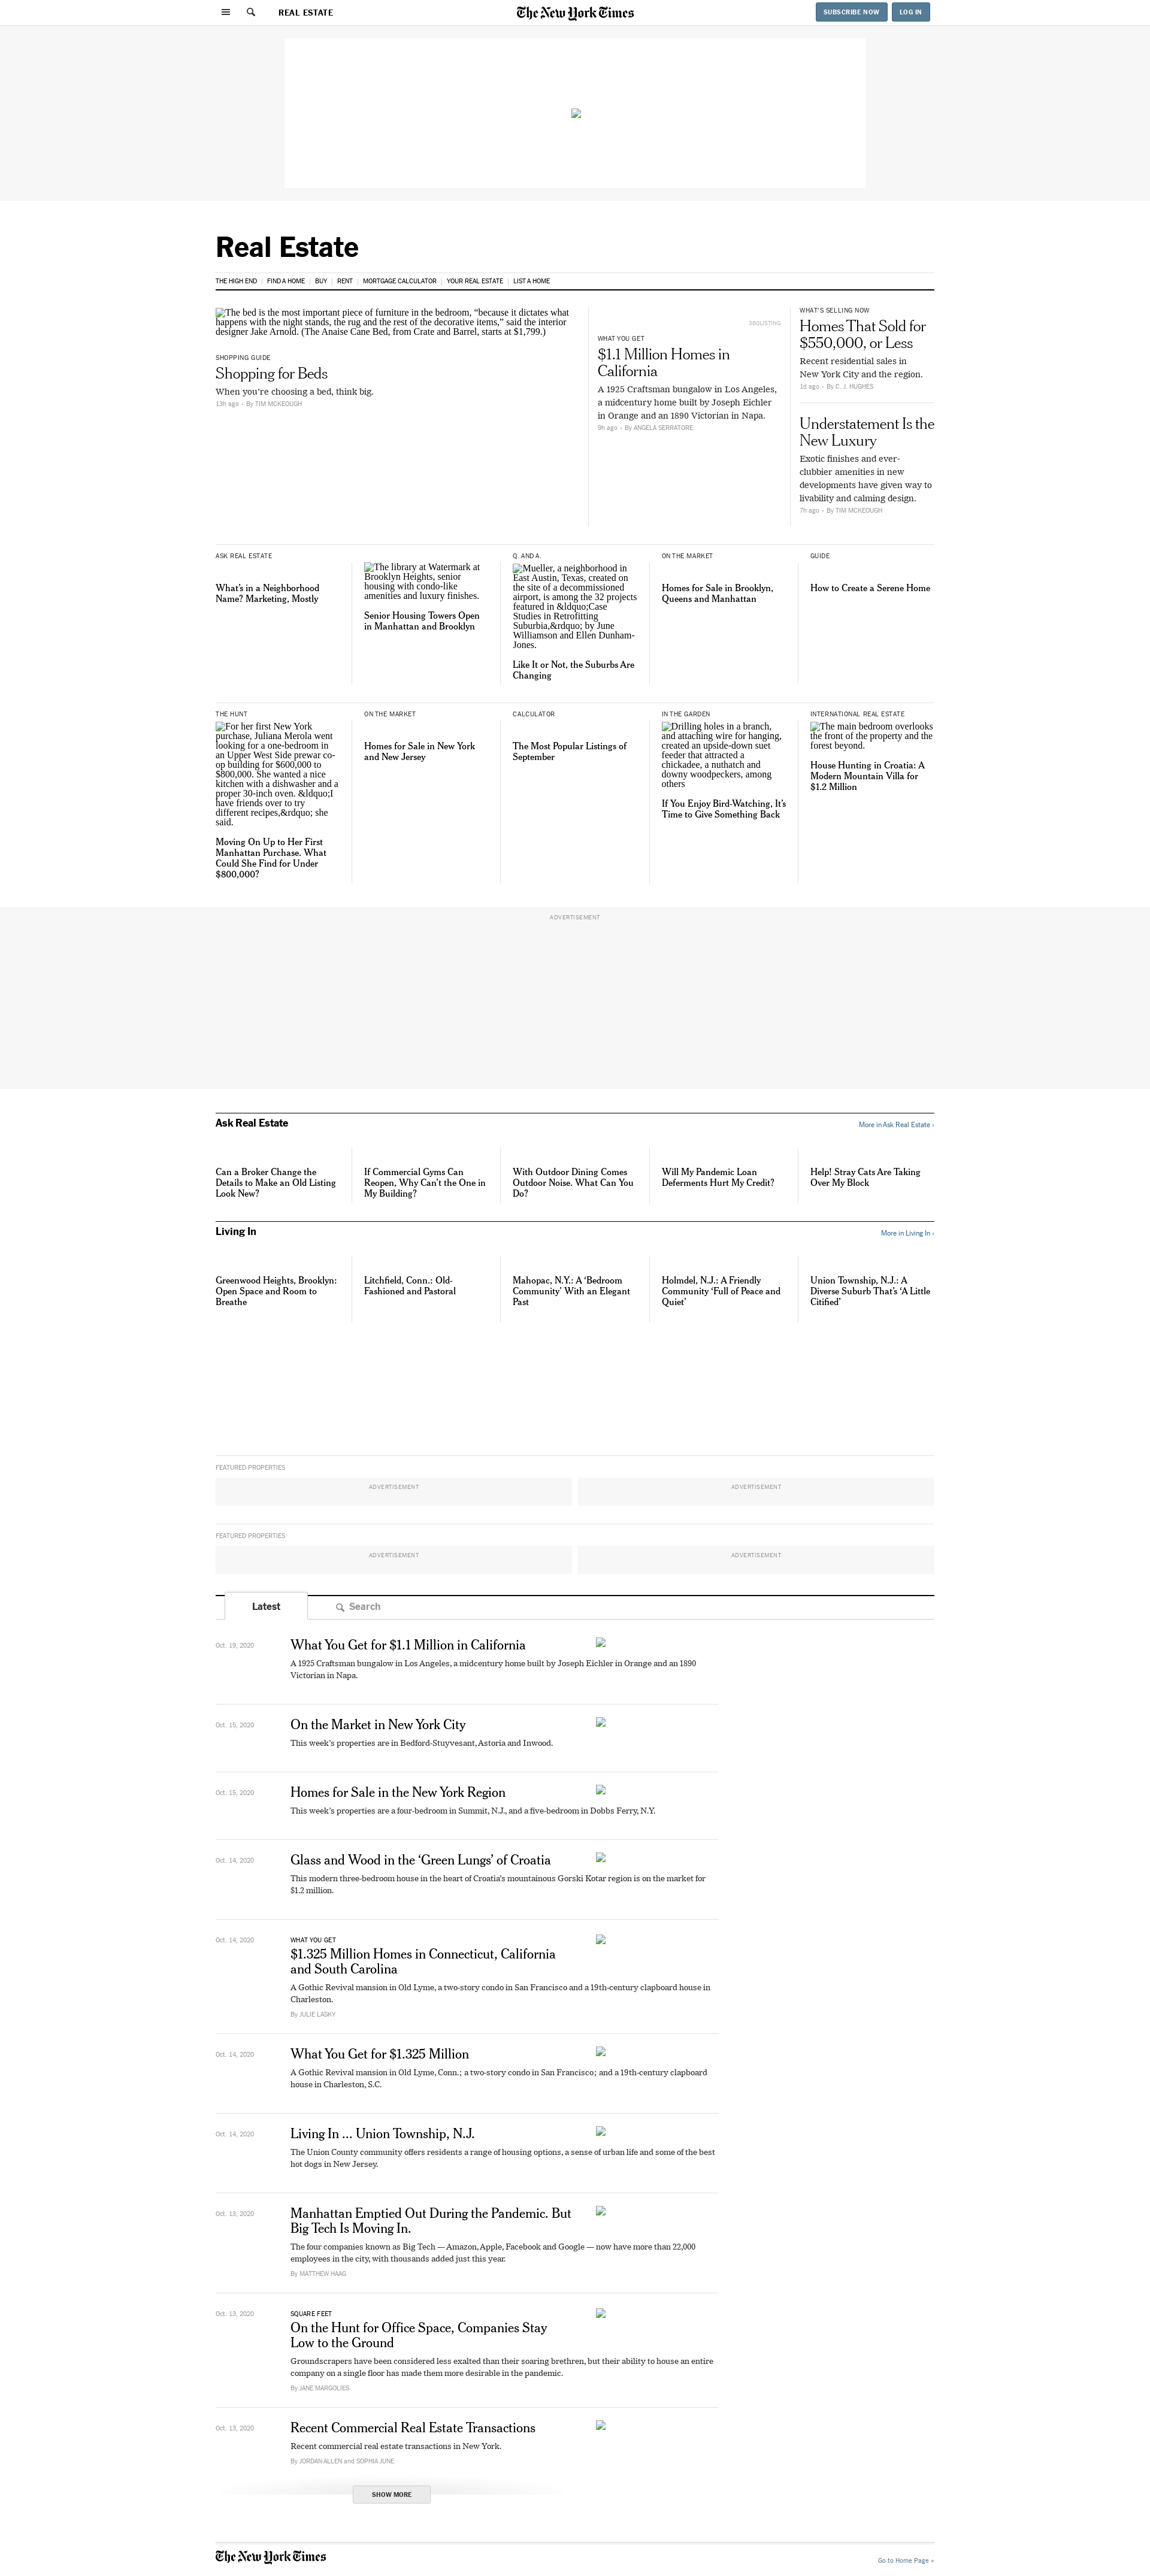 REAL ESTATE
The New York Times
SUBSCRIBE NOW
LOG IN
Real Estate
THE HIGH END
FIND A HOME
BUY
RENT
MORTGAGE CALCULATOR
YOUR REAL ESTATE
LIST A HOME
The bed is the most important piece of furniture in the bedroom, "because it dictates what
happens with the night stands, the rug and the rest of the decorative items," said the interior
designer Jake Arnold. (The Anaise Cane Bed, from Crate and Barrel, starts at $1,799.)
SHOPPING GUIDE
Shopping for Beds
When you're choosing a bed, think big.
13h ago • By TIM MCKEOUGH
360LISTING
WHAT YOU GET
$1.1 Million Homes in
California
A 1925 Craftsman bungalow in Los Angeles,
a midcentury home built by Joseph Eichler
in Orange and an 1890 Victorian in Napa.
9h ago • By ANGELA SERRATORE
WHAT'S SELLING NOW
Homes That Sold for
$550,000, or Less
Recent residential sales in
New York City and the region.
1d ago • By C. J. HUGHES
Understatement Is the
New Luxury
Exotic finishes and ever-
clubbier amenities in new
developments have given way to
livability and calming design.
7h ago • By TIM MCKEOUGH
ASK REAL ESTATE
What's in a Neighborhood
Name? Marketing, Mostly
The library at Watermark at
Brooklyn Heights, senior
housing with condo-like
amenities and luxury finishes.
Senior Housing Towers Open
in Manhattan and Brooklyn
Q. AND A.
Mueller, a neighborhood in
East Austin, Texas, created on
the site of a decommissioned
airport, is among the 32 projects
featured in &ldquo;Case
Studies in Retrofitting
Suburbia,&rdquo; by June
Williamson and Ellen Dunham-
Jones.
Like It or Not, the Suburbs Are
Changing
ON THE MARKET
Homes for Sale in Brooklyn,
Queens and Manhattan
GUIDE
How to Create a Serene Home
THE HUNT
For her first New York
purchase, Juliana Merola went
looking for a one-bedroom in
an Upper West Side prewar co-
op building for $600,000 to
$800,000. She wanted a nice
kitchen with a dishwasher and a
proper 30-inch oven. &ldquo;I
have friends over to try
different recipes,&rdquo; she
said.
Moving On Up to Her First
Manhattan Purchase. What
Could She Find for Under
$800,000?
ON THE MARKET
Homes for Sale in New York
and New Jersey
CALCULATOR
The Most Popular Listings of
September
IN THE GARDEN
Drilling holes in a branch,
and attaching wire for hanging,
created an upside-down suet
feeder that attracted a
chickadee, a nuthatch and
downy woodpeckers, among
others
If You Enjoy Bird-Watching, It's
Time to Give Something Back
INTERNATIONAL REAL ESTATE
The main bedroom overlooks
the front of the property and the
forest beyond.
House Hunting in Croatia: A
Modern Mountain Villa for
$1.2 Million
ADVERTISEMENT
Ask Real Estate
More in Ask Real Estate ›
Can a Broker Change the
Details to Make an Old Listing
Look New?
If Commercial Gyms Can
Reopen, Why Can't the One in
My Building?
With Outdoor Dining Comes
Outdoor Noise. What Can You
Do?
Will My Pandemic Loan
Deferments Hurt My Credit?
Help! Stray Cats Are Taking
Over My Block
Living In
More in Living In ›
Greenwood Heights, Brooklyn:
Open Space and Room to
Breathe
Litchfield, Conn.: Old-
Fashioned and Pastoral
Mahopac, N.Y.: A 'Bedroom
Community' With an Elegant
Past
Holmdel, N.J.: A Friendly
Community 'Full of Peace and
Quiet'
Union Township, N.J.: A
Diverse Suburb That's 'A Little
Citified'
FEATURED PROPERTIES
ADVERTISEMENT
ADVERTISEMENT
FEATURED PROPERTIES
ADVERTISEMENT
ADVERTISEMENT
Latest
Search
Oct. 19, 2020
What You Get for $1.1 Million in California
A 1925 Craftsman bungalow in Los Angeles, a midcentury home built by Joseph Eichler in Orange and an 1890
Victorian in Napa.
Oct. 15, 2020
On the Market in New York City
This week's properties are in Bedford-Stuyvesant, Astoria and Inwood.
Oct. 15, 2020
Homes for Sale in the New York Region
This week's properties are a four-bedroom in Summit, N.J., and a five-bedroom in Dobbs Ferry, N.Y.
Oct. 14, 2020
Glass and Wood in the 'Green Lungs' of Croatia
This modern three-bedroom house in the heart of Croatia's mountainous Gorski Kotar region is on the market for
$1.2 million.
Oct. 14, 2020
WHAT YOU GET
$1.325 Million Homes in Connecticut, California
and South Carolina
A Gothic Revival mansion in Old Lyme, a two-story condo in San Francisco and a 19th-century clapboard house in
Charleston.
By JULIE LASKY
Oct. 14, 2020
What You Get for $1.325 Million
A Gothic Revival mansion in Old Lyme, Conn.; a two-story condo in San Francisco; and a 19th-century clapboard
house in Charleston, S.C.
Oct. 14, 2020
Living In ... Union Township, N.J.
The Union County community offers residents a range of housing options, a sense of urban life and some of the best
hot dogs in New Jersey.
Oct. 13, 2020
Manhattan Emptied Out During the Pandemic. But
Big Tech Is Moving In.
The four companies known as Big Tech — Amazon, Apple, Facebook and Google — now have more than 22,000
employees in the city, with thousands added just this year.
By MATTHEW HAAG
Oct. 13, 2020
SQUARE FEET
On the Hunt for Office Space, Companies Stay
Low to the Ground
Groundscrapers have been considered less exalted than their soaring brethren, but their ability to house an entire
company on a single floor has made them more desirable in the pandemic.
By JANE MARGOLIES
Oct. 13, 2020
Recent Commercial Real Estate Transactions
Recent commercial real estate transactions in New York.
By JORDAN ALLEN and SOPHIA JUNE
SHOW MORE
The New York Times
Go to Home Page »